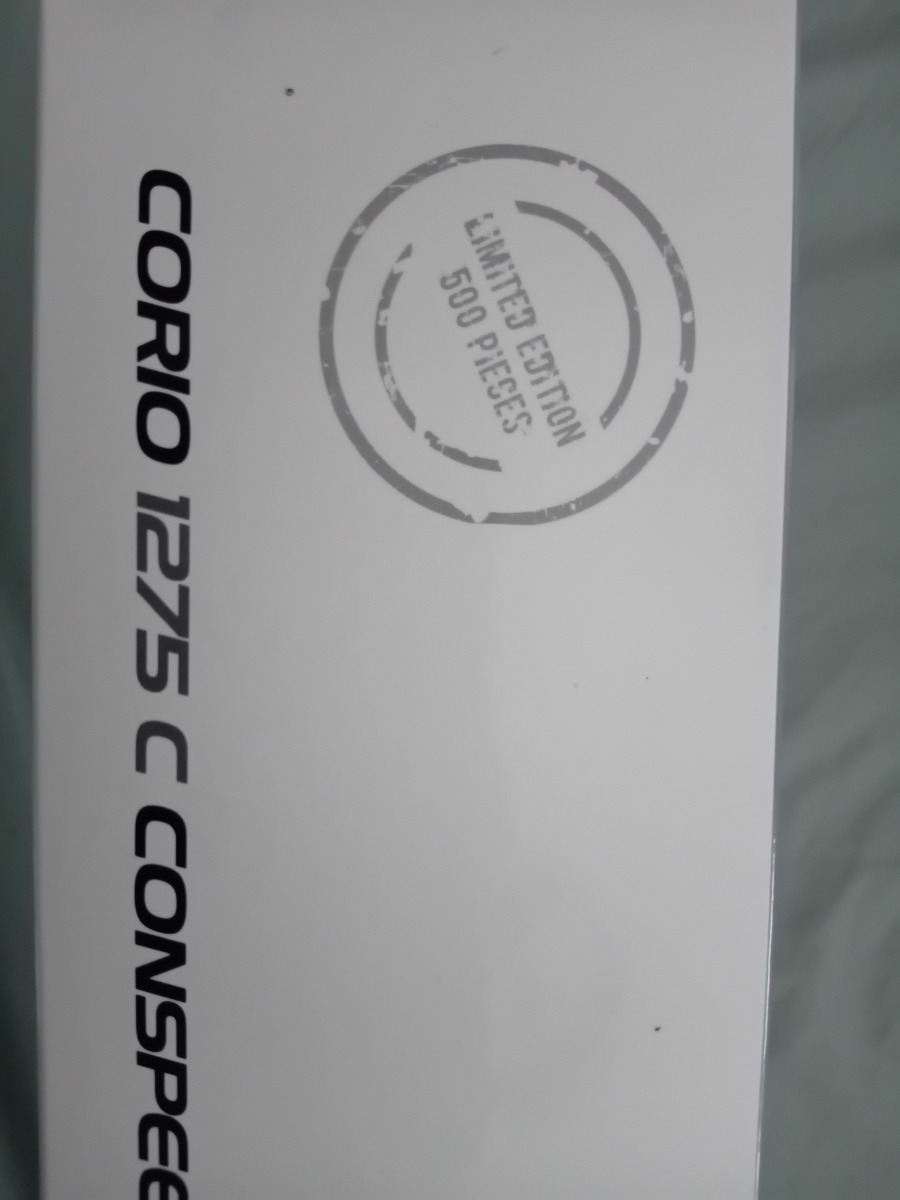 LIMITED EDITION
500 PIECES
CORIO 1275 C CONSPEE